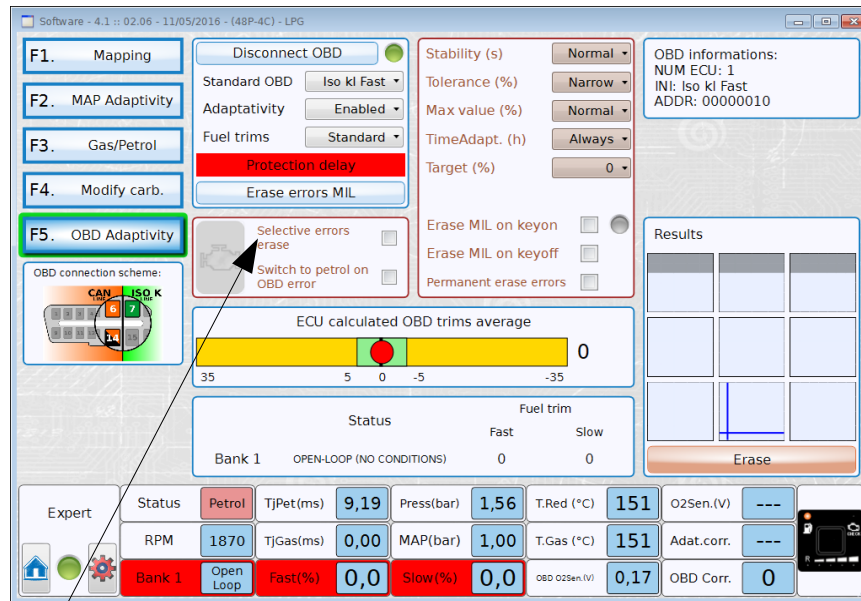 Software - 4.1 :: 02.06 - 11/05/2016 - (48P-4C) - LPG
F1. Mapping
F2. MAP Adaptivity
F3. Gas/Petrol
F4. Modify carb.
F5. OBD Adaptivity
OBD connection scheme:
CAN LINE ISO K LINE
6 7
14 15
Disconnect OBD
Standard OBD Iso kl Fast
Adaptativity Enabled
Fuel trims Standard
Protection delay
Erase errors MIL
Selective errors
erase
Switch to petrol on
OBD error
Stability (s) Normal
Tolerance (%) Narrow
Max value (%) Normal
TimeAdapt. (h) Always
Target (%) 0
Erase MIL on keyon
Erase MIL on keyoff
Permanent erase errors
OBD informations:
NUM ECU: 1
INI: Iso kl Fast
ADDR: 00000010
Results
Erase
ECU calculated OBD trims average
0
35 5 0 -5 -35
Status Fuel trim
Fast Slow
Bank 1 OPEN-LOOP (NO CONDITIONS) 0 0
Expert
Status Petrol TjPet(ms) 9,19 Press(bar) 1,56 T.Red (°C) 151 O2Sen.(V) ---
RPM 1870 TjGas(ms) 0,00 MAP(bar) 1,00 T.Gas (°C) 151 Adat.corr. ---
Bank 1 Open Loop Fast(%) 0,0 Slow(%) 0,0 OBD O2Sen.(V) 0,17 OBD Corr. 0
CHECK
R